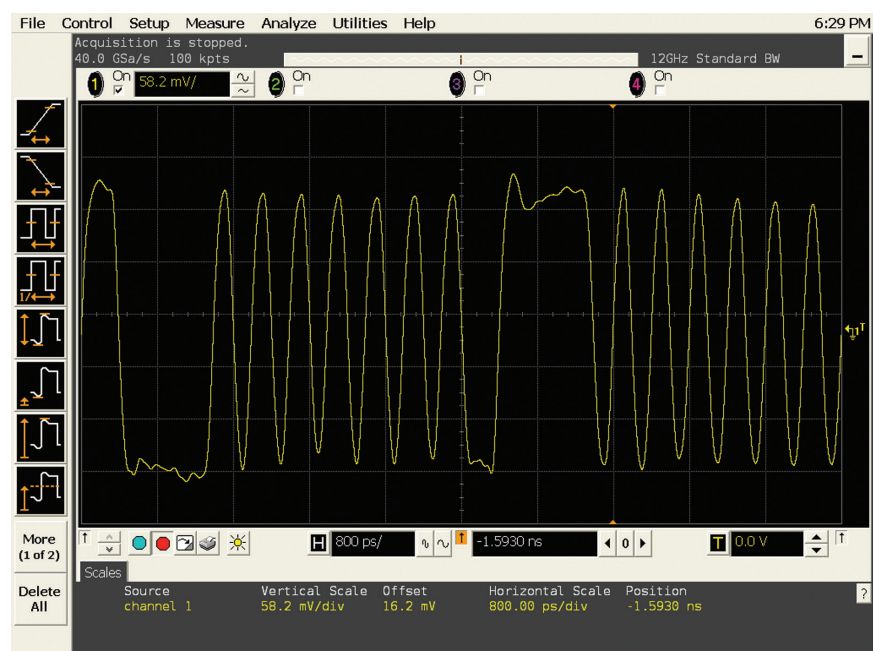 File Control Setup Measure Analyze Utilities Help 6:29 PM
Acquisition is stopped.
40.0 GSa/s 100 kpts 12GHz Standard BW
1 On 58.2 mV/ 2 On 3 On 4 On
1/
1 T
More
(1 of 2)
Delete
All
H 800 ps/ -1.5930 ns 0 T 0.0 V
Scales
?
Source Vertical Scale Offset Horizontal Scale Position
channel 1 58.2 mV/div 16.2 mV 800.00 ps/div -1.5930 ns